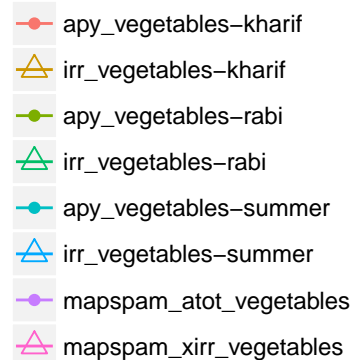 apy_vegetables−kharif
irr_vegetables−kharif
apy_vegetables−rabi
irr_vegetables−rabi
apy_vegetables−summer
irr_vegetables−summer
mapspam_atot_vegetables
mapspam_xirr_vegetables